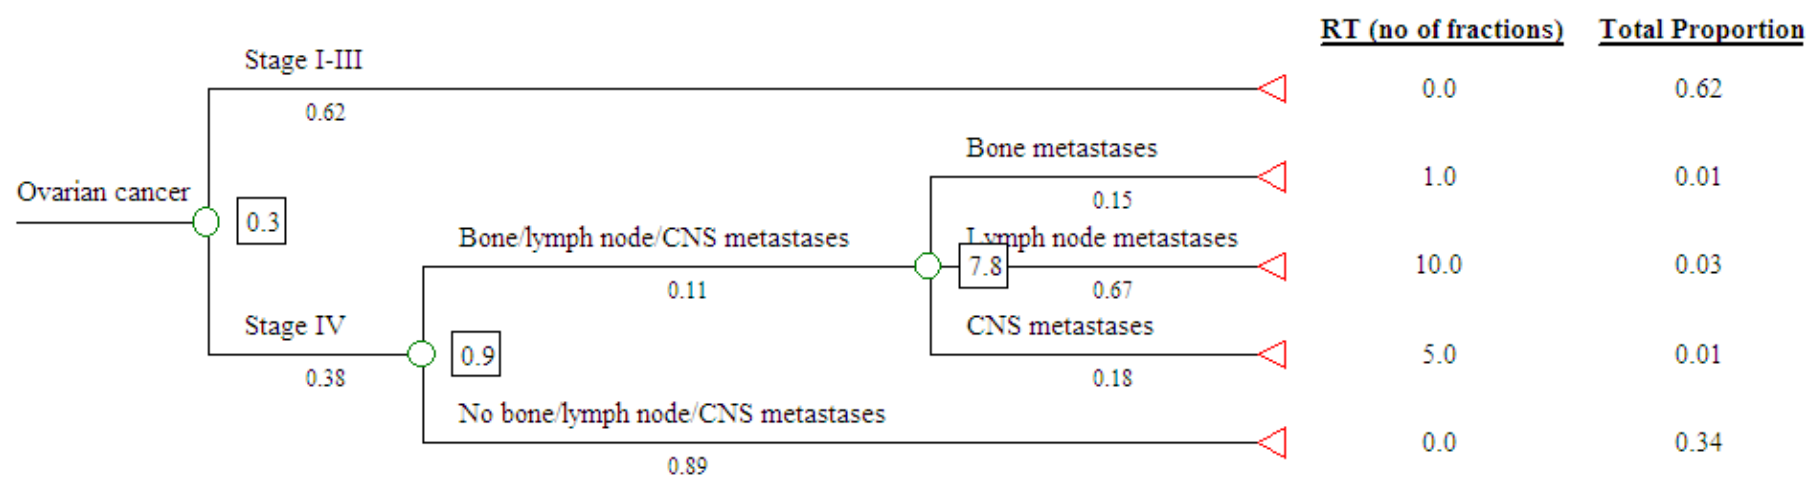 RT (no of fractions) Total Proportion
Stage I-III
0.62
0.0 0.62
Bone metastases
0.15
1.0 0.01
Ovarian cancer
0.3
Bone/lymph node/CNS metastases
0.11
Lymph node metastases
7.8
0.67
10.0 0.03
Stage IV
0.38
0.9
CNS metastases
0.18
5.0 0.01
No bone/lymph node/CNS metastases
0.89
0.0 0.34